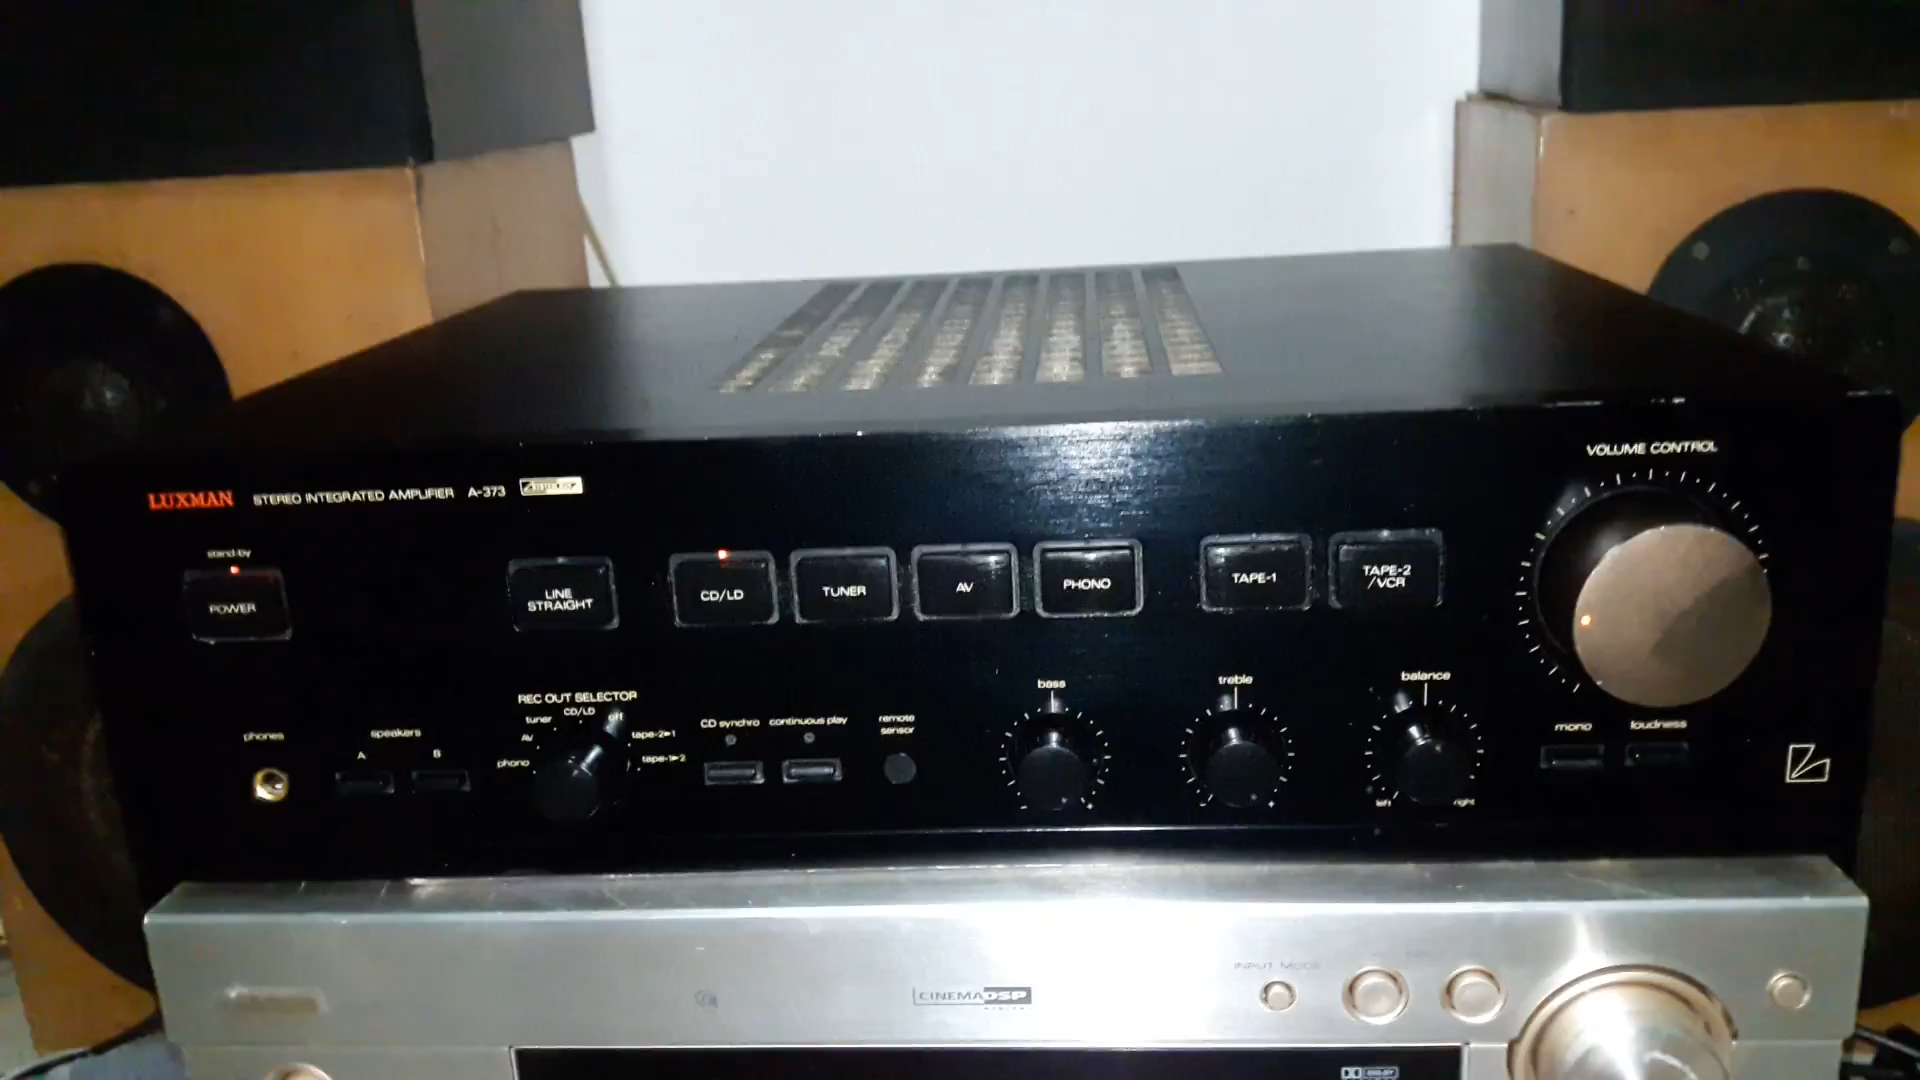 LUXMAN STEREO INTEGRATED AMPLIFIER A-373
VOLUME CONTROL
stand-by
POWER
LINE
STRAIGHT
CD/LD
TUNER
AV
PHONO
TAPE-1
TAPE-2
/VCR
REC OUT SELECTOR
phono
AV
tuner
CD/LD
off
tape-2▸1
tape-1▸2
phones
speakers
A B
CD synchro
continuous play
remote
sensor
bass
- +
treble
- +
balance
left right
mono
loudness
INPUT MODE
CINEMA DSP
DIGITAL